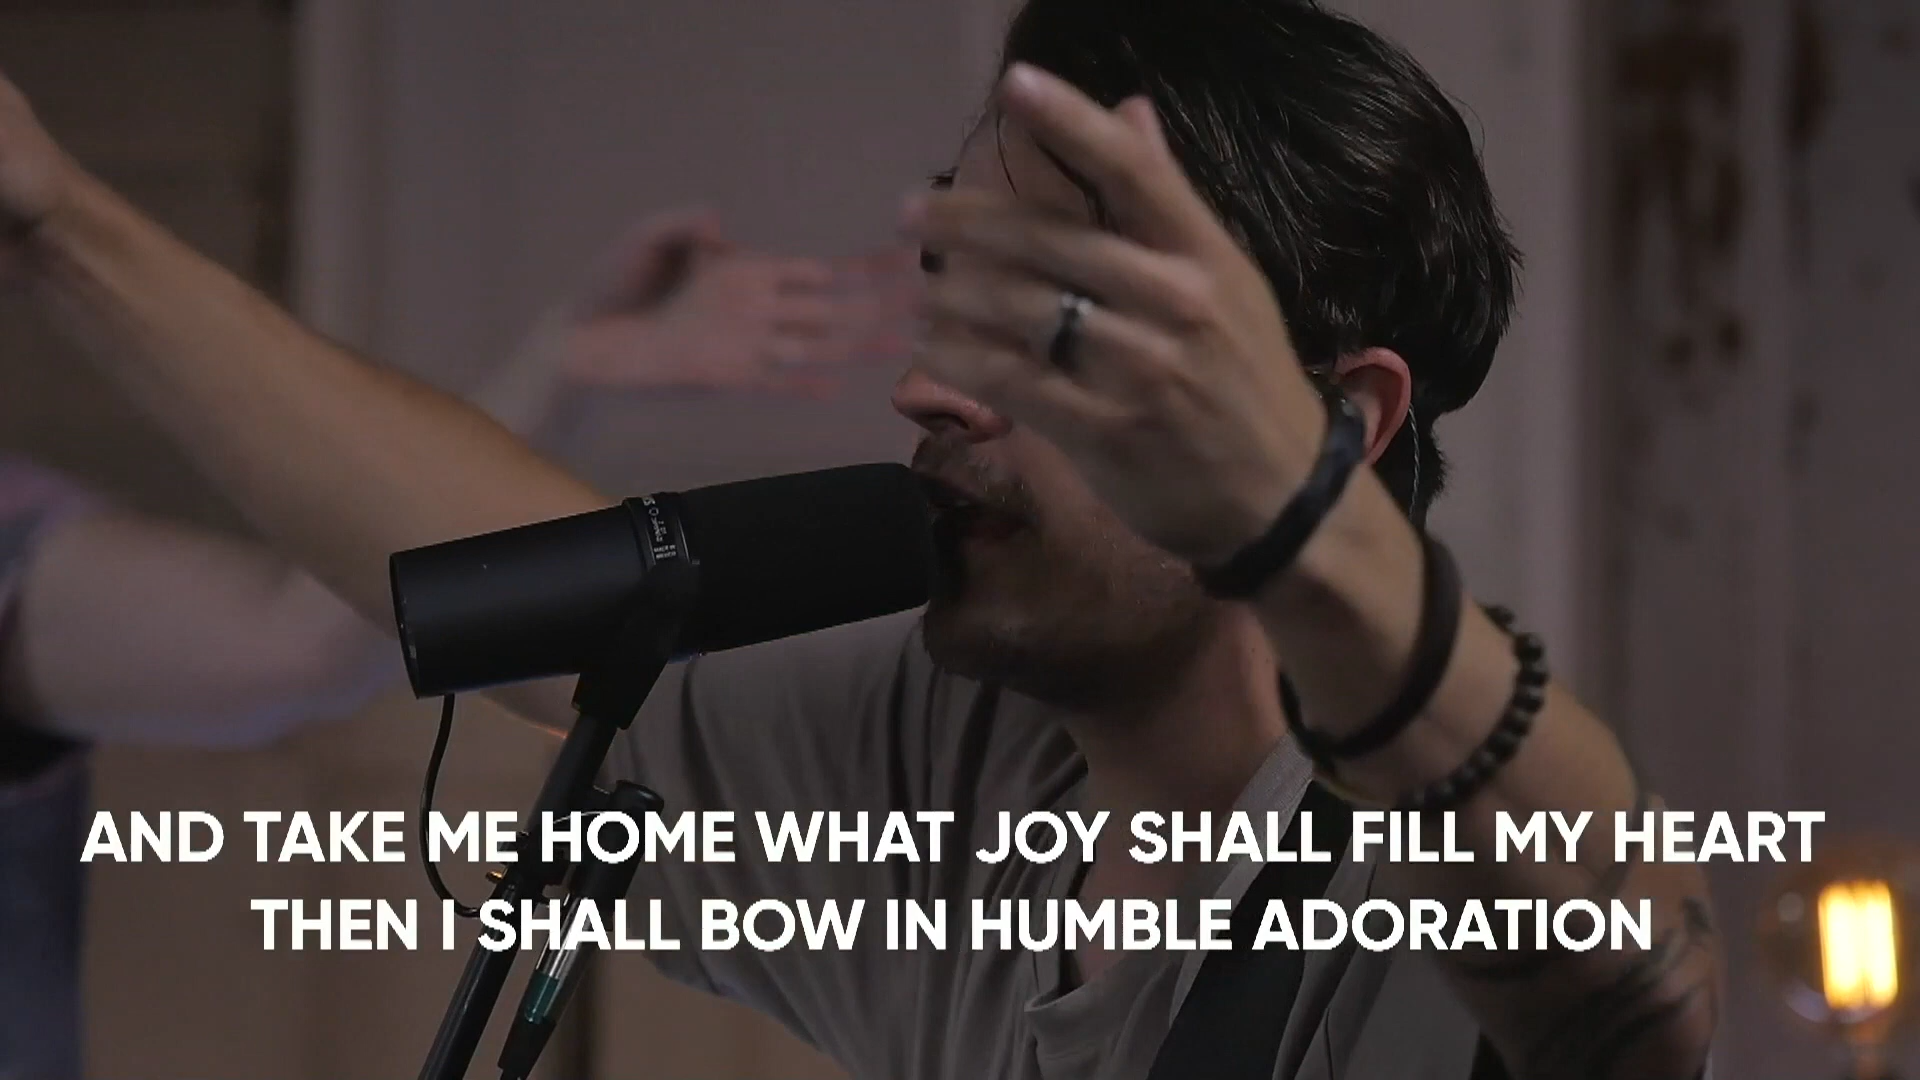 AND TAKE ME HOME WHAT JOY SHALL FILL MY HEART
THEN I SHALL BOW IN HUMBLE ADORATION